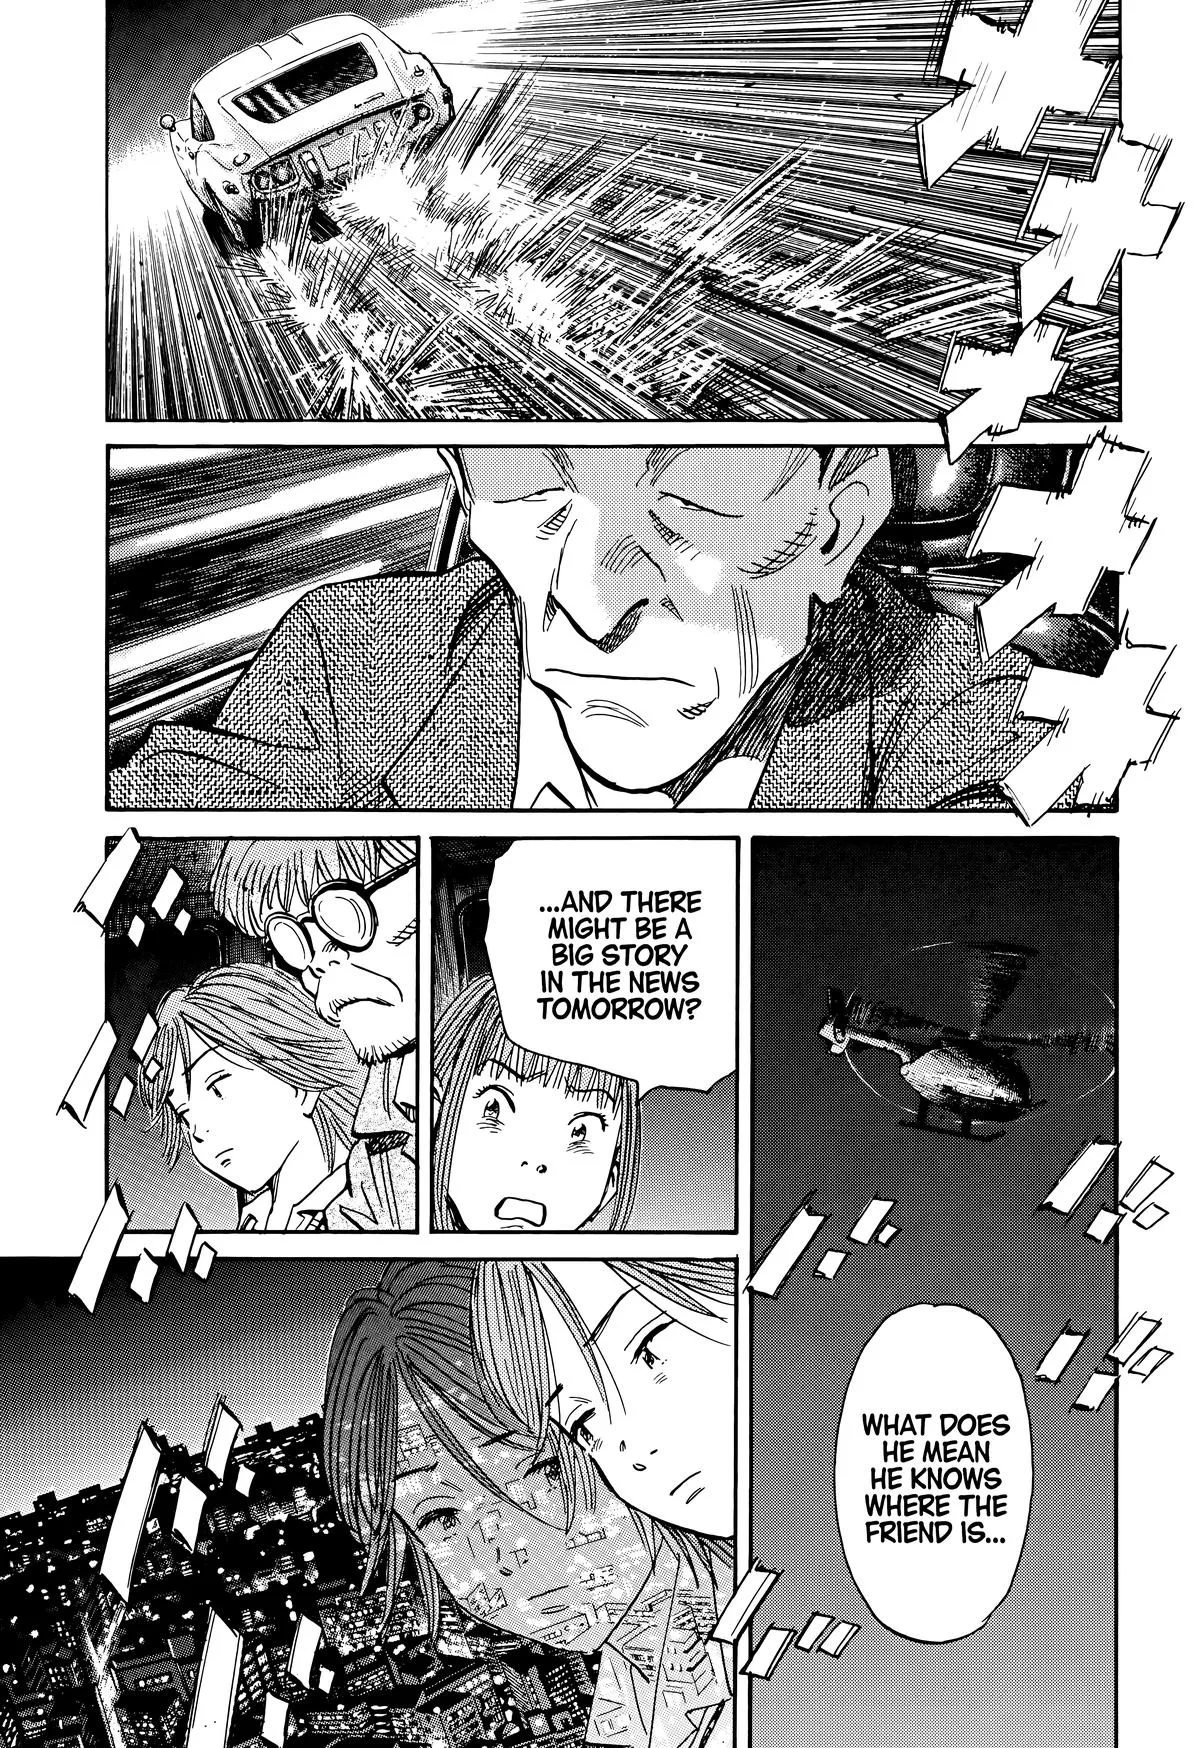 WHAT DOES
HE MEAN
HE KNOWS
WHERE THE
FRIEND IS...
...AND THERE
MIGHT BE A
BIG STORY
IN THE NEWS
TOMORROW?